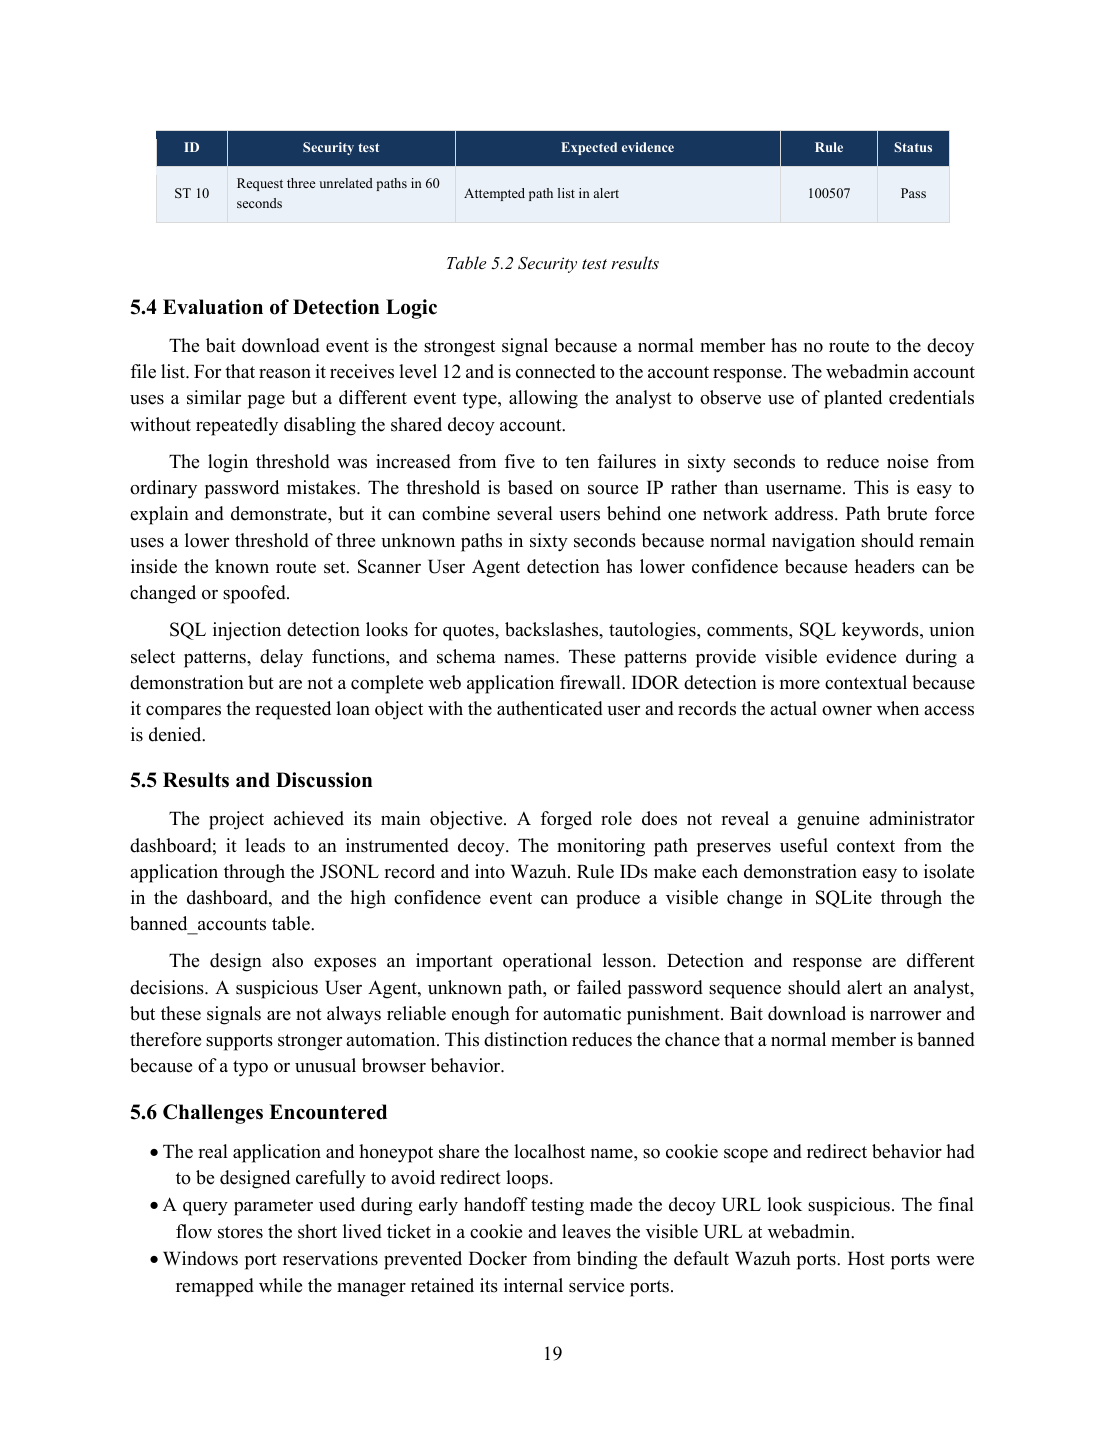 ID Security test Expected evidence Rule Status
ST 10 Request three unrelated paths in 60 seconds Attempted path list in alert 100507 Pass
Table 5.2 Security test results
5.4 Evaluation of Detection Logic
The bait download event is the strongest signal because a normal member has no route to the decoy
file list. For that reason it receives level 12 and is connected to the account response. The webadmin account
uses a similar page but a different event type, allowing the analyst to observe use of planted credentials
without repeatedly disabling the shared decoy account.
The login threshold was increased from five to ten failures in sixty seconds to reduce noise from
ordinary password mistakes. The threshold is based on source IP rather than username. This is easy to
explain and demonstrate, but it can combine several users behind one network address. Path brute force
uses a lower threshold of three unknown paths in sixty seconds because normal navigation should remain
inside the known route set. Scanner User Agent detection has lower confidence because headers can be
changed or spoofed.
SQL injection detection looks for quotes, backslashes, tautologies, comments, SQL keywords, union
select patterns, delay functions, and schema names. These patterns provide visible evidence during a
demonstration but are not a complete web application firewall. IDOR detection is more contextual because
it compares the requested loan object with the authenticated user and records the actual owner when access
is denied.
5.5 Results and Discussion
The project achieved its main objective. A forged role does not reveal a genuine administrator
dashboard; it leads to an instrumented decoy. The monitoring path preserves useful context from the
application through the JSONL record and into Wazuh. Rule IDs make each demonstration easy to isolate
in the dashboard, and the high confidence event can produce a visible change in SQLite through the
banned_accounts table.
The design also exposes an important operational lesson. Detection and response are different
decisions. A suspicious User Agent, unknown path, or failed password sequence should alert an analyst,
but these signals are not always reliable enough for automatic punishment. Bait download is narrower and
therefore supports stronger automation. This distinction reduces the chance that a normal member is banned
because of a typo or unusual browser behavior.
5.6 Challenges Encountered
• The real application and honeypot share the localhost name, so cookie scope and redirect behavior had
to be designed carefully to avoid redirect loops.
• A query parameter used during early handoff testing made the decoy URL look suspicious. The final
flow stores the short lived ticket in a cookie and leaves the visible URL at webadmin.
• Windows port reservations prevented Docker from binding the default Wazuh ports. Host ports were
remapped while the manager retained its internal service ports.
19